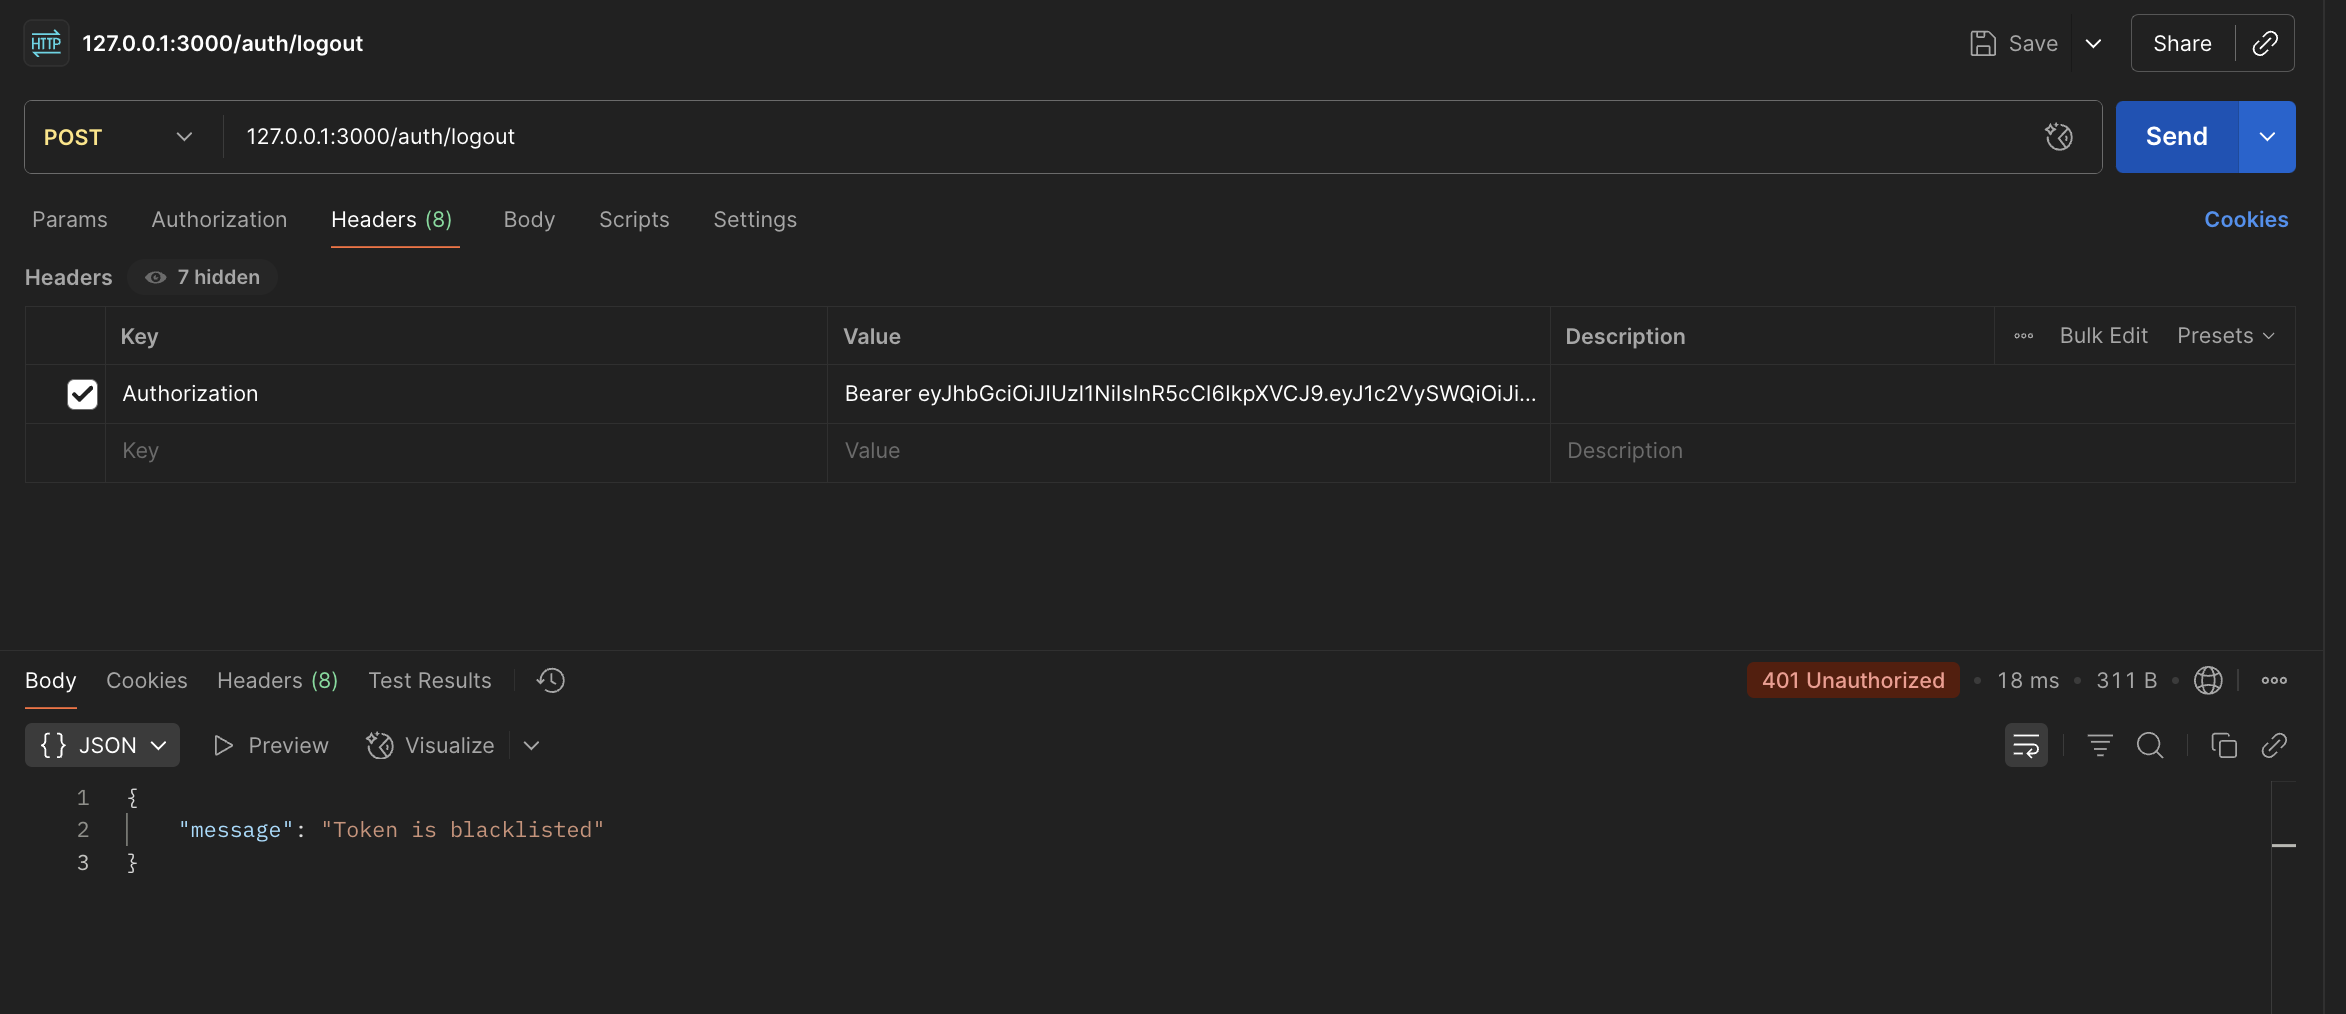 HTTP 127.0.0.1:3000/auth/logout Save Share
POST 127.0.0.1:3000/auth/logout Send
Params Authorization Headers (8) Body Scripts Settings Cookies
Headers 7 hidden
Key Value Description Bulk Edit Presets
Authorization Bearer eyJhbGciOiJIUzI1NiIsInR5cCI6IkpXVCJ9.eyJ1c2VySWQiOiJi...
Key Value Description
Body Cookies Headers (8) Test Results 401 Unauthorized • 18 ms • 311 B •
{} JSON Preview Visualize
1 {
2 "message": "Token is blacklisted"
3 }